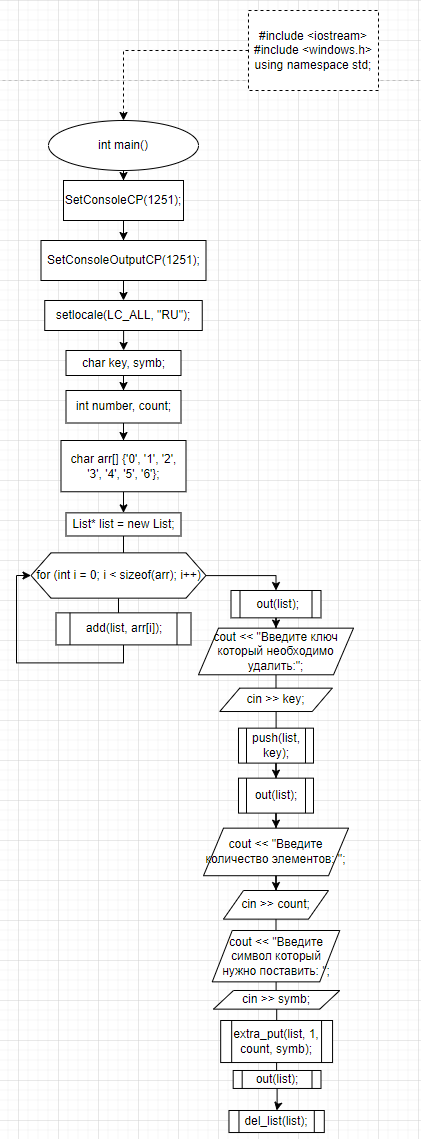 #include <iostream>
#include <windows.h>
using namespace std;
int main()
SetConsoleCP(1251);
SetConsoleOutputCP(1251);
setlocale(LC_ALL, "RU");
char key, symb;
int number, count;
char arr[] {'0', '1', '2',
'3', '4', '5', '6'};
List* list = new List;
for (int i = 0; i < sizeof(arr); i++)
add(list, arr[i]);
out(list);
cout << "Введите ключ
который необходимо
удалить:";
cin >> key;
push(list,
key);
out(list);
cout << "Введите
количество элементов: ";
cin >> count;
cout << "Введите
символ который
нужно поставить: ";
cin >> symb;
extra_put(list, 1,
count, symb);
out(list);
del_list(list);